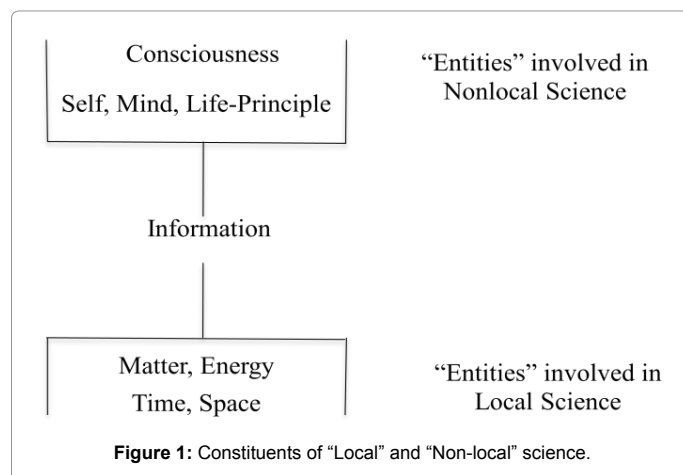 Consciousness
Self, Mind, Life-Principle
“Entities” involved in
Nonlocal Science
Information
Matter, Energy
Time, Space
“Entities” involved in
Local Science
Figure 1: Constituents of “Local” and “Non-local” science.